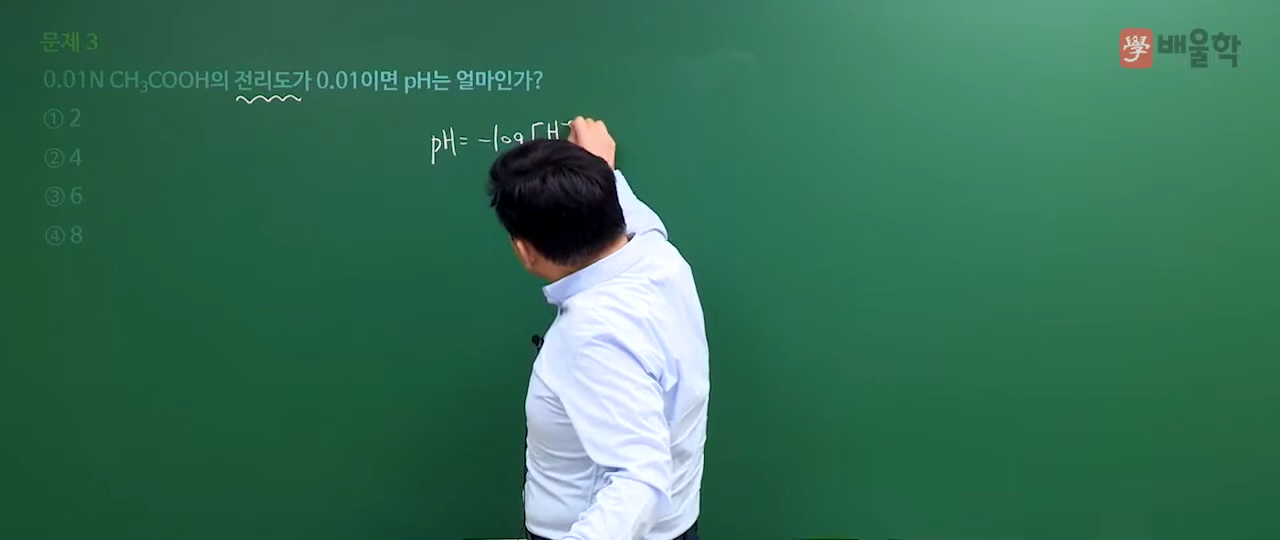 문제 3
學 배울학
0.01N CH₃COOH의 전리도가 0.01이면 pH는 얼마인가?
① 2
pH = -log [H⁺
② 4
③ 6
④ 8